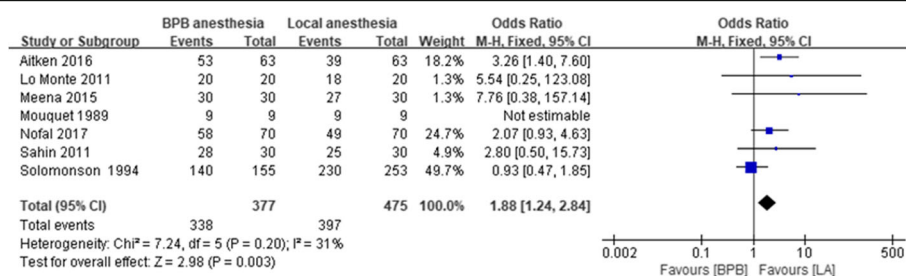 BPB anesthesia Local anesthesia Odds Ratio Odds Ratio
Study or Subgroup Events Total Events Total Weight M-H, Fixed, 95% CI M-H, Fixed, 95% CI
Aitken 2016 53 63 39 63 18.2% 3.26 [1.40, 7.60]
Lo Monte 2011 20 20 18 20 1.3% 5.54 [0.25, 123.08]
Meena 2015 30 30 27 30 1.3% 7.76 [0.38, 157.14]
Mouquet 1989 9 9 9 9 Not estimable
Nofal 2017 58 70 49 70 24.7% 2.07 [0.93, 4.63]
Sahin 2011 28 30 25 30 4.9% 2.80 [0.50, 15.73]
Solomonson 1994 140 155 230 253 49.7% 0.93 [0.47, 1.85]
Total (95% CI) 377 475 100.0% 1.88 [1.24, 2.84]
Total events 338 397
Heterogeneity: Chi² = 7.24, df = 5 (P = 0.20); I² = 31%
Test for overall effect: Z = 2.98 (P = 0.003)
0.002 0.1 1 10 500
Favours [BPB] Favours [LA]